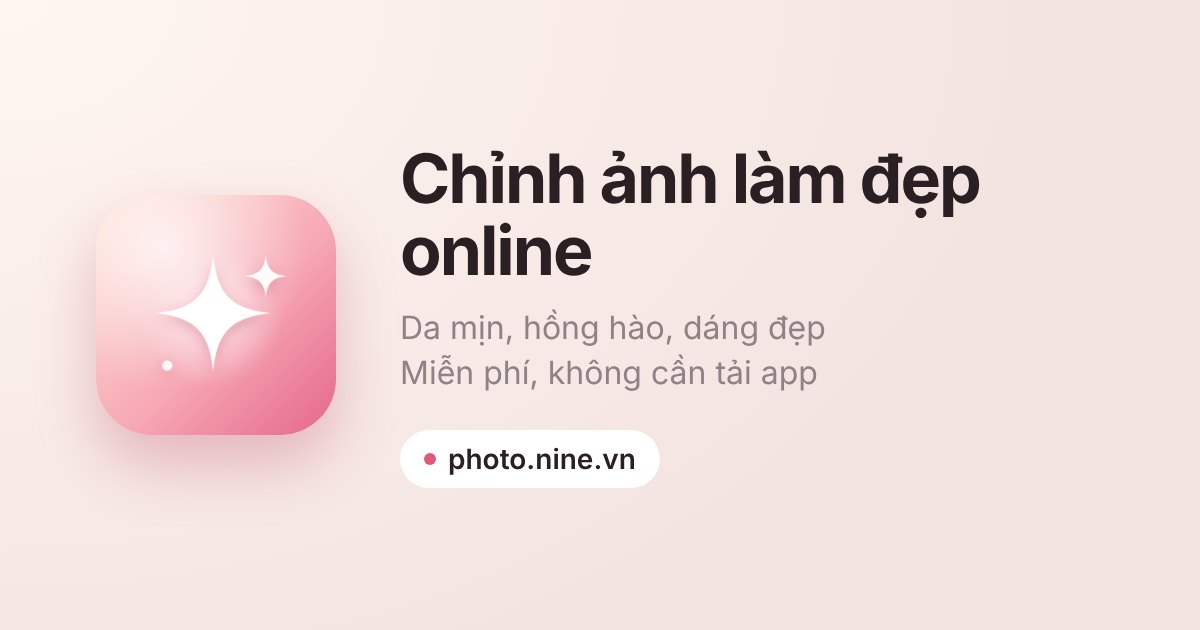 Chỉnh ảnh làm đẹp
online
Da mịn, hồng hào, dáng đẹp
Miễn phí, không cần tải app
photo.nine.vn